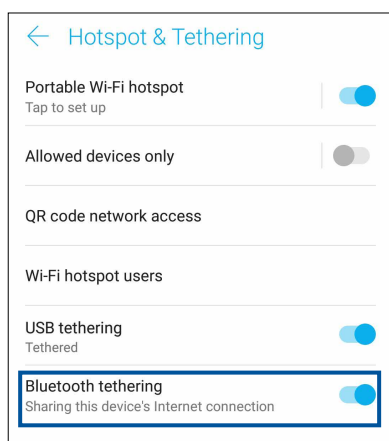 Hotspot & Tethering
Portable Wi-Fi hotspot
Tap to set up
Allowed devices only
QR code network access
Wi-Fi hotspot users
USB tethering
Tethered
Bluetooth tethering
Sharing this device's Internet connection